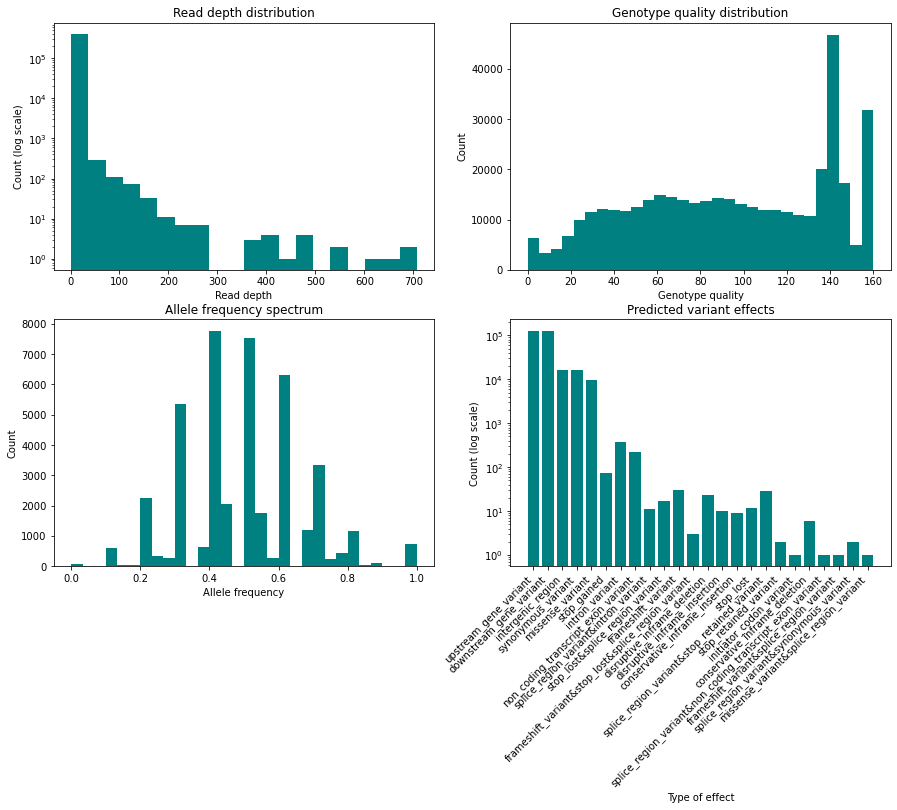 Read depth distribution
Count (log scale)
10^5
10^4
10^3
10^2
10^1
10^0
0 100 200 300 400 500 600 700
Read depth
Genotype quality distribution
Count
40000
30000
20000
10000
0
0 20 40 60 80 100 120 140 160
Genotype quality
Allele frequency spectrum
Count
8000
7000
6000
5000
4000
3000
2000
1000
0
0.0 0.2 0.4 0.6 0.8 1.0
Allele frequency
Predicted variant effects
Count (log scale)
10^5
10^4
10^3
10^2
10^1
10^0
upstream_gene_variant
downstream_gene_variant
intergenic_region
synonymous_variant
missense_variant
stop_gained
intron_variant
non_coding_transcript_exon_variant
splice_region_variant&intron_variant
stop_lost&splice_region_variant
frameshift_variant
frameshift_variant&stop_lost&splice_region_variant
disruptive_inframe_deletion
disruptive_inframe_insertion
conservative_inframe_insertion
stop_lost
splice_region_variant&stop_retained_variant
stop_retained_variant
initiator_codon_variant
conservative_inframe_deletion
splice_region_variant&non_coding_transcript_exon_variant
frameshift_variant&splice_region_variant
splice_region_variant&synonymous_variant
missense_variant&splice_region_variant
Type of effect